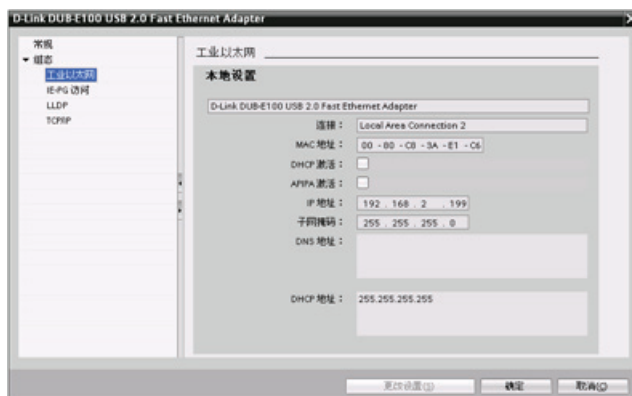 D-Link DUB-E100 USB 2.0 Fast Ethernet Adapter
常规
组态
工业以太网
IE-PG 访问
LLDP
TCPRP
工业以太网
本地设置
D-Link DUB-E100 USB 2.0 Fast Ethernet Adapter
连接： Local Area Connection 2
MAC 地址： 00 - 80 - C8 - 3A - E1 - C6
DHCP 激活：
APIPA 激活：
IP 地址： 192 . 168 . 2 . 199
子网掩码： 255 . 255 . 255 . 0
DNS 地址：
DHCP 地址： 255.255.255.255
更改设置(S) 确定 取消(C)